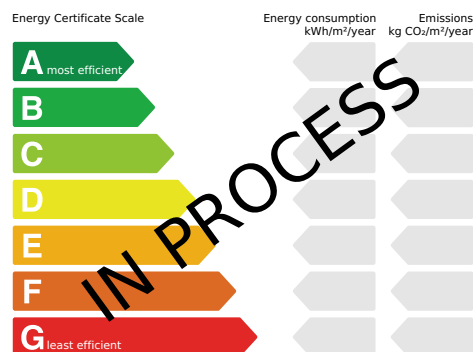 Energy Certificate Scale
Energy consumption
kWh/m²/year
Emissions
kg CO₂/m²/year
A most efficient
B
C
D
E
F
G least efficient
IN PROCESS